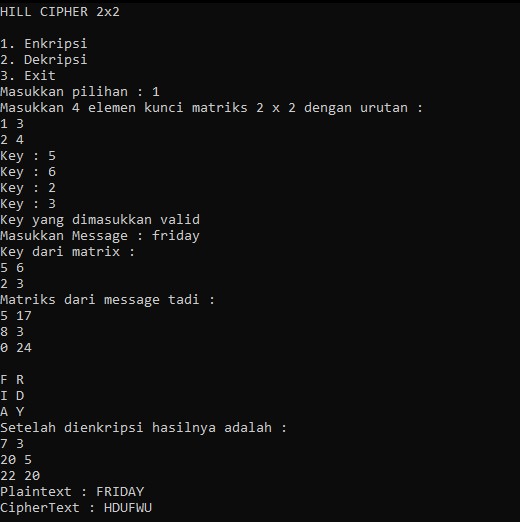 HILL CIPHER 2x2
1. Enkripsi
2. Dekripsi
3. Exit
Masukkan pilihan : 1
Masukkan 4 elemen kunci matriks 2 x 2 dengan urutan :
1 3
2 4
Key : 5
Key : 6
Key : 2
Key : 3
Key yang dimasukkan valid
Masukkan Message : friday
Key dari matrix :
5 6
2 3
Matriks dari message tadi :
5 17
8 3
0 24
F R
I D
A Y
Setelah dienkripsi hasilnya adalah :
7 3
20 5
22 20
Plaintext : FRIDAY
CipherText : HDUFWU